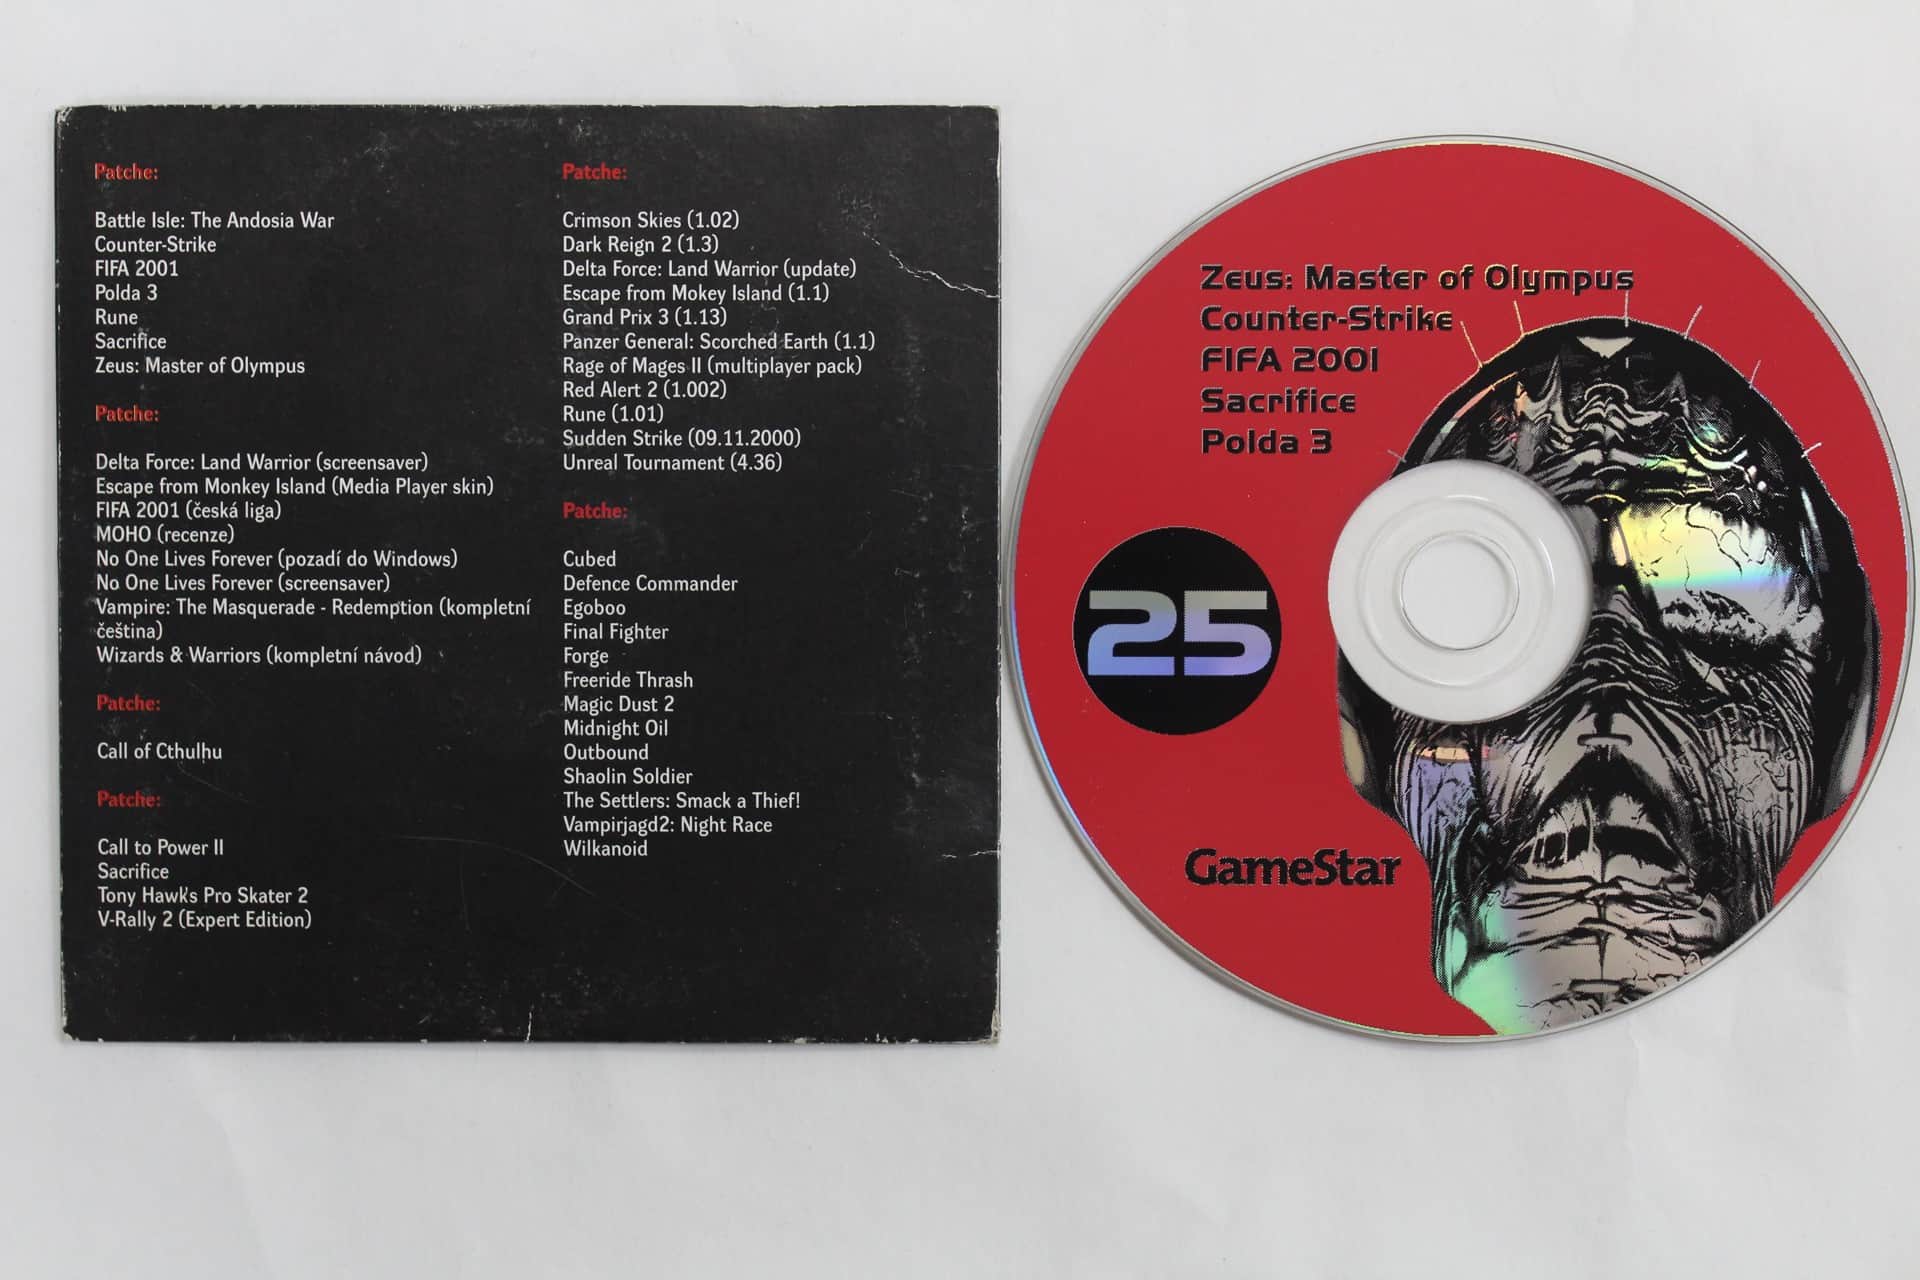 Patche:
Battle Isle: The Andosia War
Counter-Strike
FIFA 2001
Polda 3
Rune
Sacrifice
Zeus: Master of Olympus
Patche:
Delta Force: Land Warrior (screensaver)
Escape from Monkey Island (Media Player skin)
FIFA 2001 (česká liga)
MOHO (recenze)
No One Lives Forever (pozadí do Windows)
No One Lives Forever (screensaver)
Vampire: The Masquerade - Redemption (kompletní
čeština)
Wizards & Warriors (kompletní návod)
Patche:
Call of Cthulhu
Patche:
Call to Power II
Sacrifice
Tony Hawk's Pro Skater 2
V-Rally 2 (Expert Edition)
Patche:
Crimson Skies (1.02)
Dark Reign 2 (1.3)
Delta Force: Land Warrior (update)
Escape from Mokey Island (1.1)
Grand Prix 3 (1.13)
Panzer General: Scorched Earth (1.1)
Rage of Mages II (multiplayer pack)
Red Alert 2 (1.002)
Rune (1.01)
Sudden Strike (09.11.2000)
Unreal Tournament (4.36)
Patche:
Cubed
Defence Commander
Egoboo
Final Fighter
Forge
Freeride Thrash
Magic Dust 2
Midnight Oil
Outbound
Shaolin Soldier
The Settlers: Smack a Thief!
Vampirjagd2: Night Race
Wilkanoid
Zeus: Master of Olympus
Counter-Strike
FIFA 2001
Sacrifice
Polda 3
25
GameStar